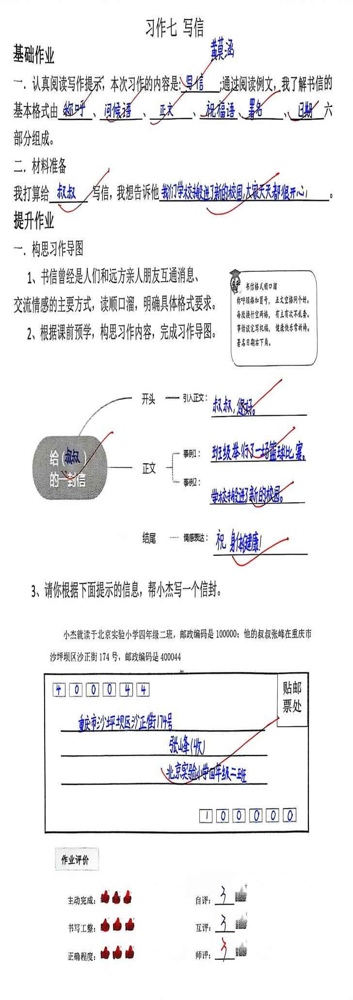 习作七 写信
黄莫涵
基础作业
一. 认真阅读写作提示，本次习作的内容是: 写信 ;通过阅读例文，我了解书信的
基本格式由 称呼 、 问候语 、 正文 、 祝福语 、 署名 、 日期 六
部分组成。
二. 材料准备
我打算给 叔叔 写信，我想告诉他 我们学校搬进了新的校园,大家天天都很开心! 。
提升作业
一. 构思习作导图
1、书信曾经是人们和远方亲人朋友互通消息、
交流情感的主要方式，读顺口溜，明确具体格式要求。
2、根据课前预学，构思习作内容，完成习作导图。
书信格式顺口溜
称呼顶格加冒号， 正文空格问个好。
每段换行空两格， 有主有次不乱套。
事情谈完写祝福， 健康快乐常祈祷。
署名日期右下角。
开头 引入正文： 叔叔,您好。
给( 叔叔 )
的一封信
正文
事例1： 班级举行了一场篮球比赛。
事例2： 学校搬进了新的校园。
结尾 情感表达： 祝 身体健康!
3、请你根据下面提示的信息，帮小杰写一个信封。
小杰就读于北京实验小学四年级二班，邮政编码是 100000；他的叔叔张峰在重庆市
沙坪坝区沙正街 174 号，邮政编码是 400044
4 0 0 0 4 4
贴邮
票处
重庆市沙坪坝区沙正街174号
张峰(收)
北京实验小学四年级二班
1 0 0 0 0 0
作业评价
主动完成： 自评： 3
书写工整： 互评： 3
正确程度： 师评： 3